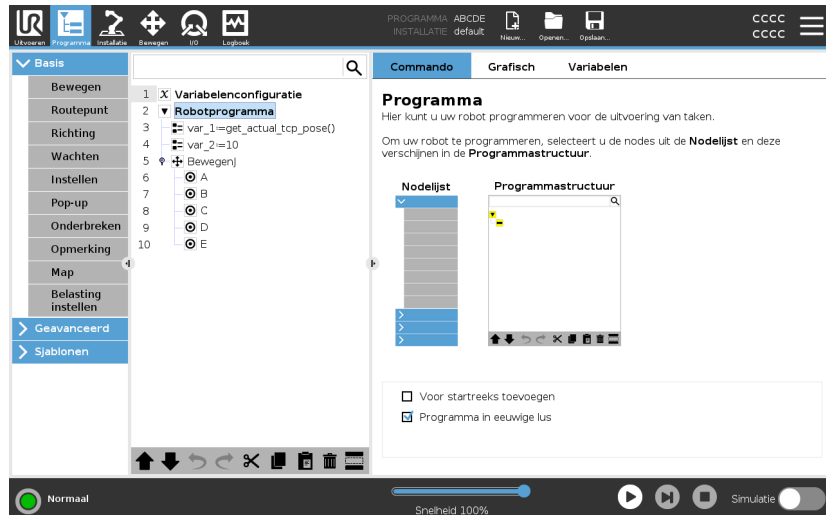 PROGRAMMA ABCDE
INSTALLATIE default
cccc
cccc
Uitvoeren Programma Installatie Bewegen I/O Logboek
Nieuw... Openen... Opslaan...
Basis
Bewegen
Routepunt
Richting
Wachten
Instellen
Pop-up
Onderbreken
Opmerking
Map
Belasting
instellen
Geavanceerd
Sjablonen
1 X Variabelenconfiguratie
2 Robotprogramma
3 var_1:=get_actual_tcp_pose()
4 var_2:=10
5 BewegenJ
6 A
7 B
8 C
9 D
10 E
Commando Grafisch Variabelen
Programma
Hier kunt u uw robot programmeren voor de uitvoering van taken.
Om uw robot te programmeren, selecteert u de nodes uit de Nodelijst en deze
verschijnen in de Programmastructuur.
Nodelijst Programmastructuur
Voor startreeks toevoegen
Programma in eeuwige lus
Normaal
Snelheid 100%
Simulatie